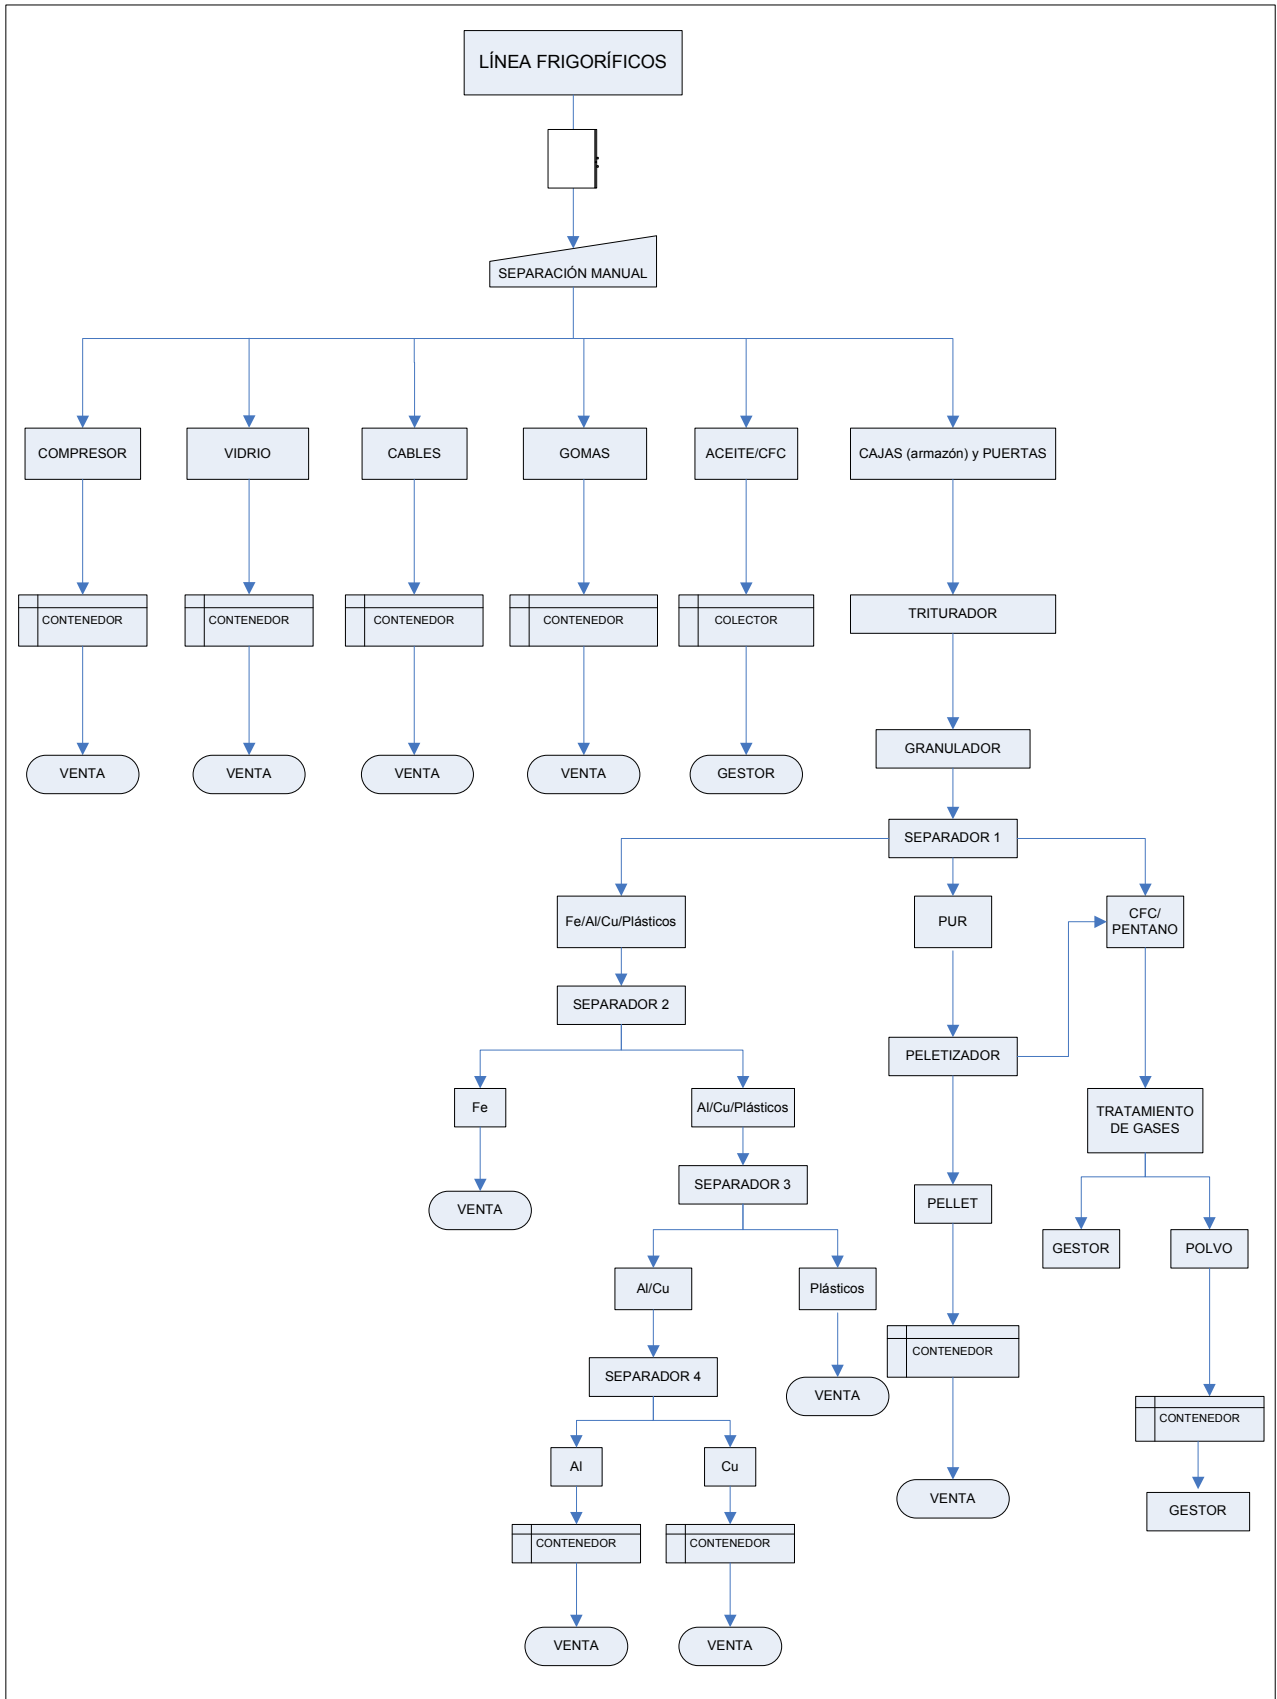 LÍNEA FRIGORÍFICOS
SEPARACIÓN MANUAL
COMPRESOR
VIDRIO
CABLES
GOMAS
ACEITE/CFC
CAJAS (armazón) y PUERTAS
CONTENEDOR
CONTENEDOR
CONTENEDOR
CONTENEDOR
COLECTOR
TRITURADOR
GRANULADOR
VENTA
VENTA
VENTA
VENTA
GESTOR
SEPARADOR 1
Fe/Al/Cu/Plásticos
PUR
CFC/
PENTANO
SEPARADOR 2
PELETIZADOR
Fe
Al/Cu/Plásticos
TRATAMIENTO
DE GASES
SEPARADOR 3
VENTA
PELLET
GESTOR
POLVO
Al/Cu
Plásticos
CONTENEDOR
SEPARADOR 4
VENTA
CONTENEDOR
Al
Cu
VENTA
GESTOR
CONTENEDOR
CONTENEDOR
VENTA
VENTA